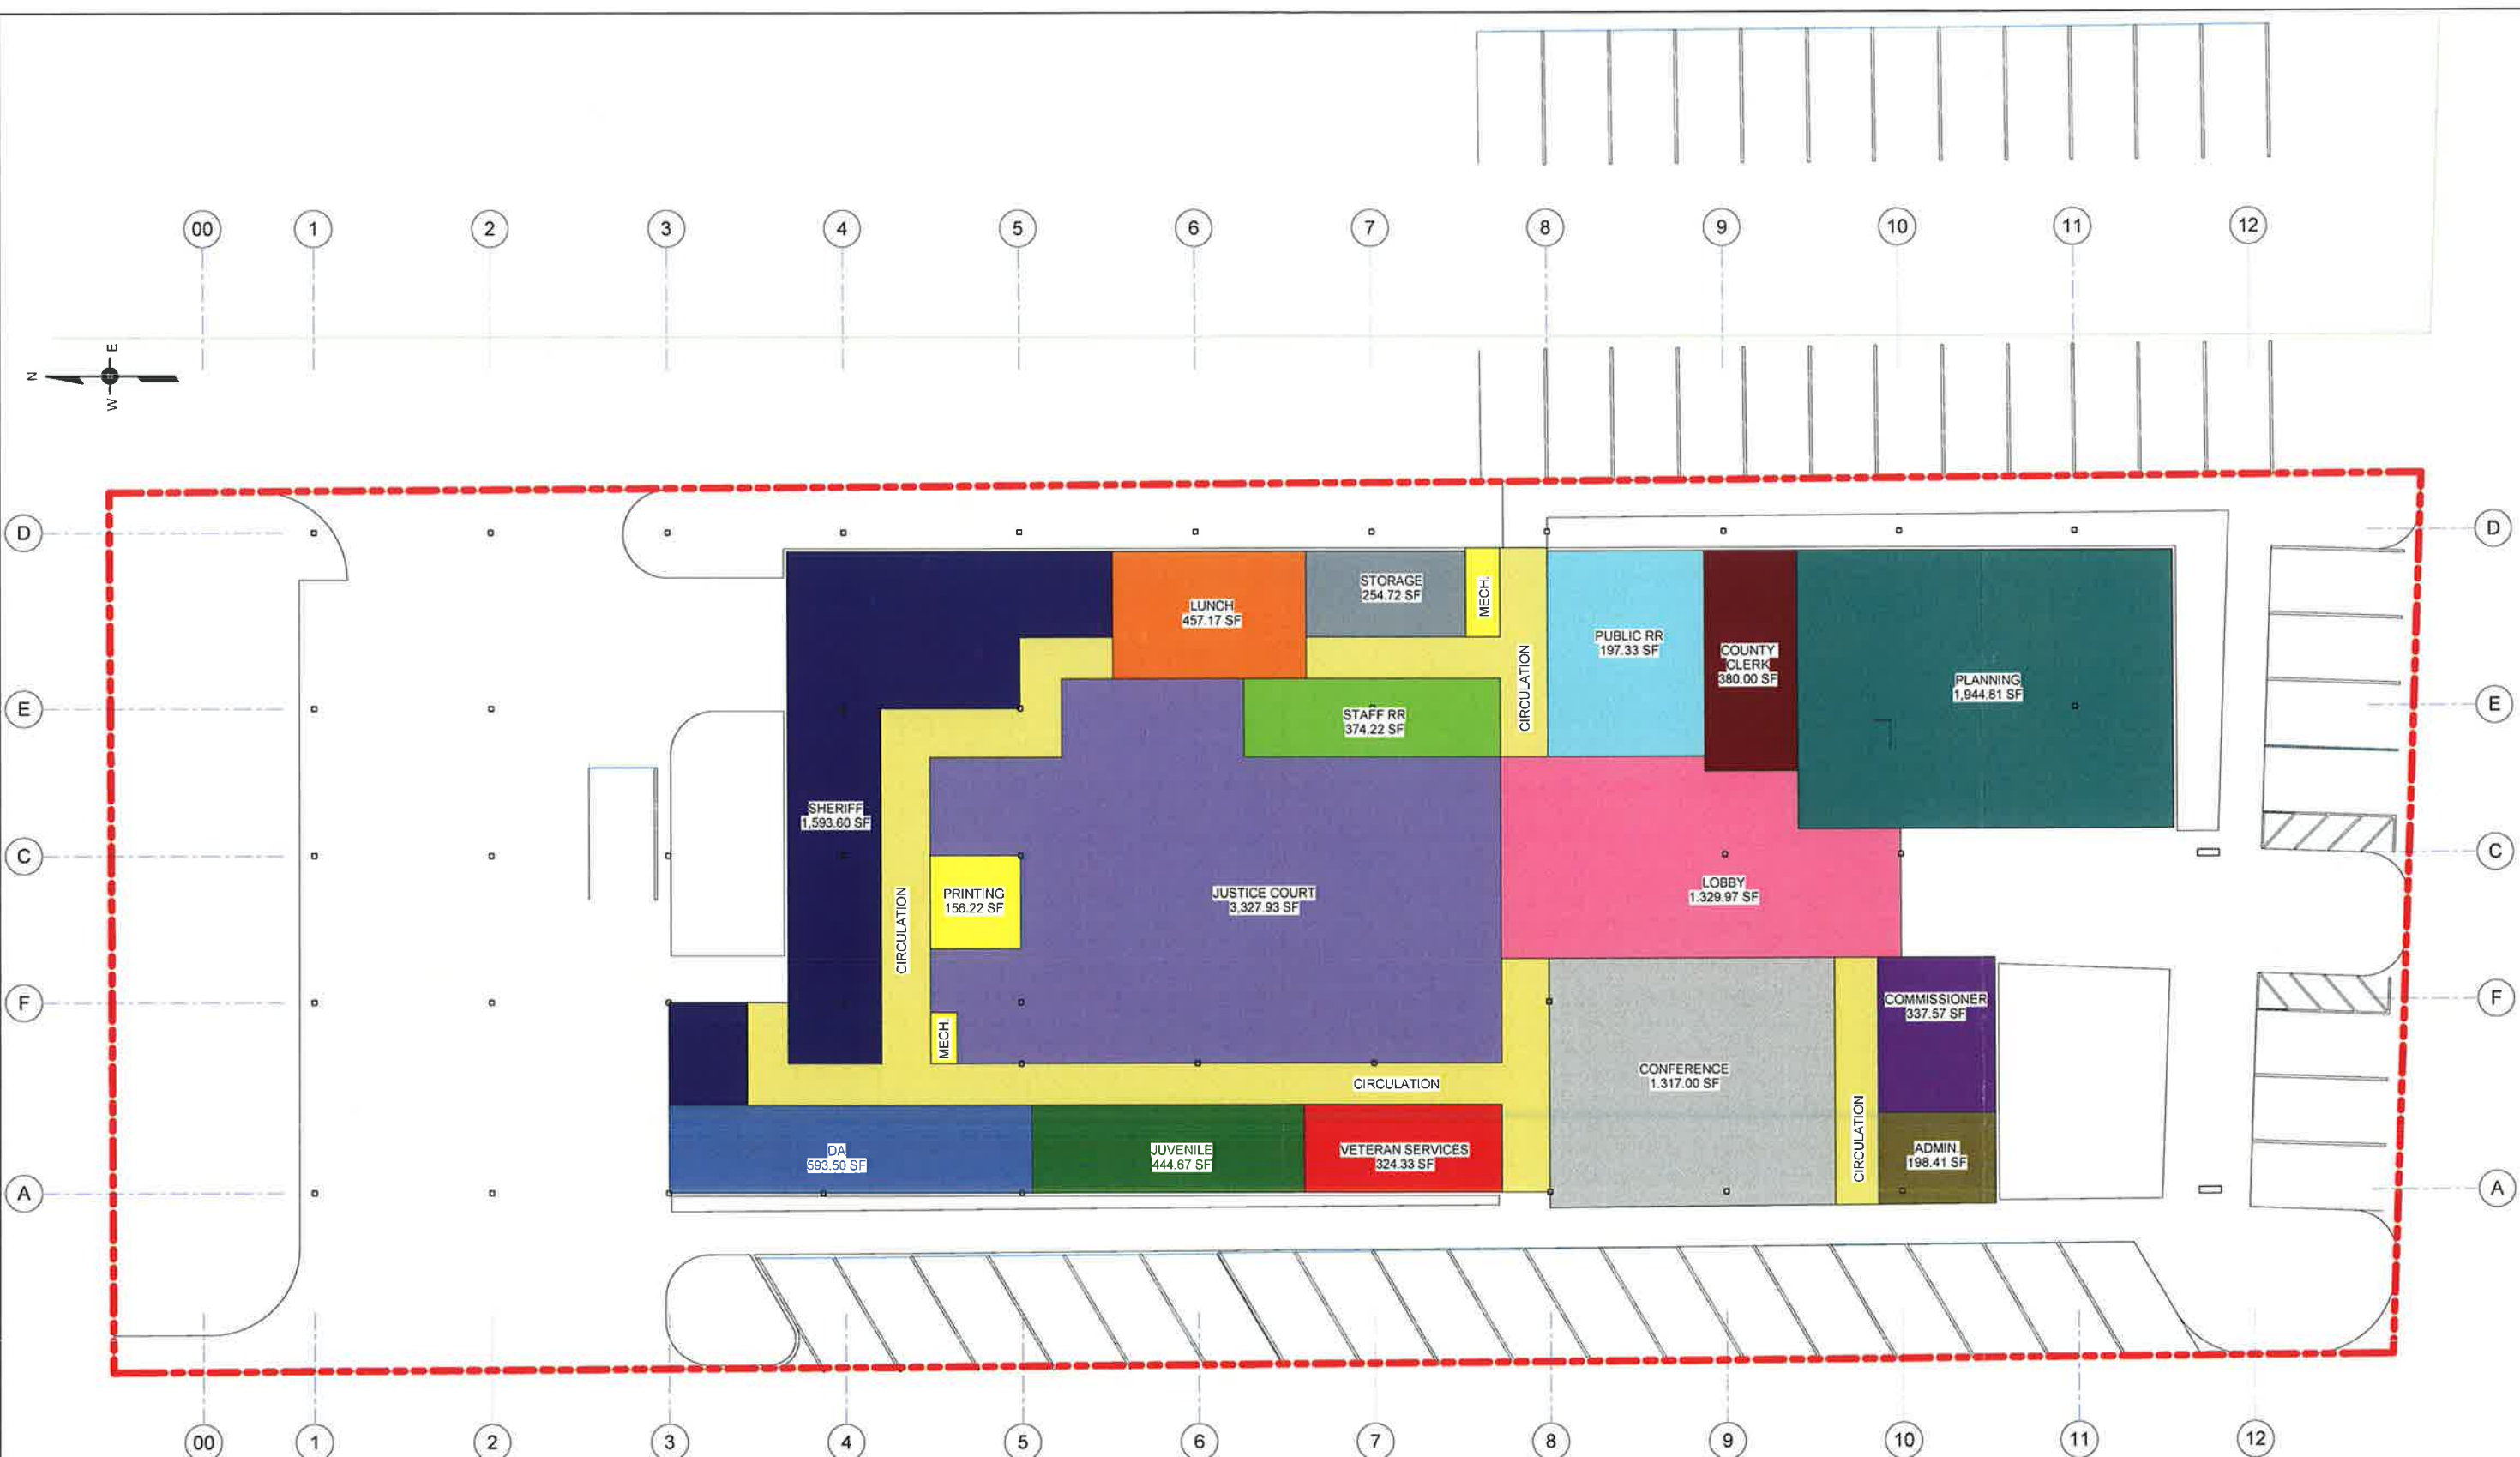 00 1 2 3 4 5 6 7 8 9 10 11 12
E
N
W
D D
STORAGE
254.72 SF
MECH.
LUNCH
457.17 SF
PUBLIC RR
197.33 SF
COUNTY
CLERK
380.00 SF
CIRCULATION
PLANNING
1,944.81 SF
E E
STAFF RR
374.22 SF
SHERIFF
1,593.60 SF
C C
PRINTING
156.22 SF
JUSTICE COURT
3,327.93 SF
LOBBY
1.329.97 SF
CIRCULATION
F F
COMMISSIONER
337.57 SF
MECH.
CONFERENCE
1.317.00 SF
CIRCULATION
CIRCULATION
DA
593.50 SF
JUVENILE
444.67 SF
VETERAN SERVICES
324.33 SF
ADMIN.
198.41 SF
A A
00 1 2 3 4 5 6 7 8 9 10 11 12